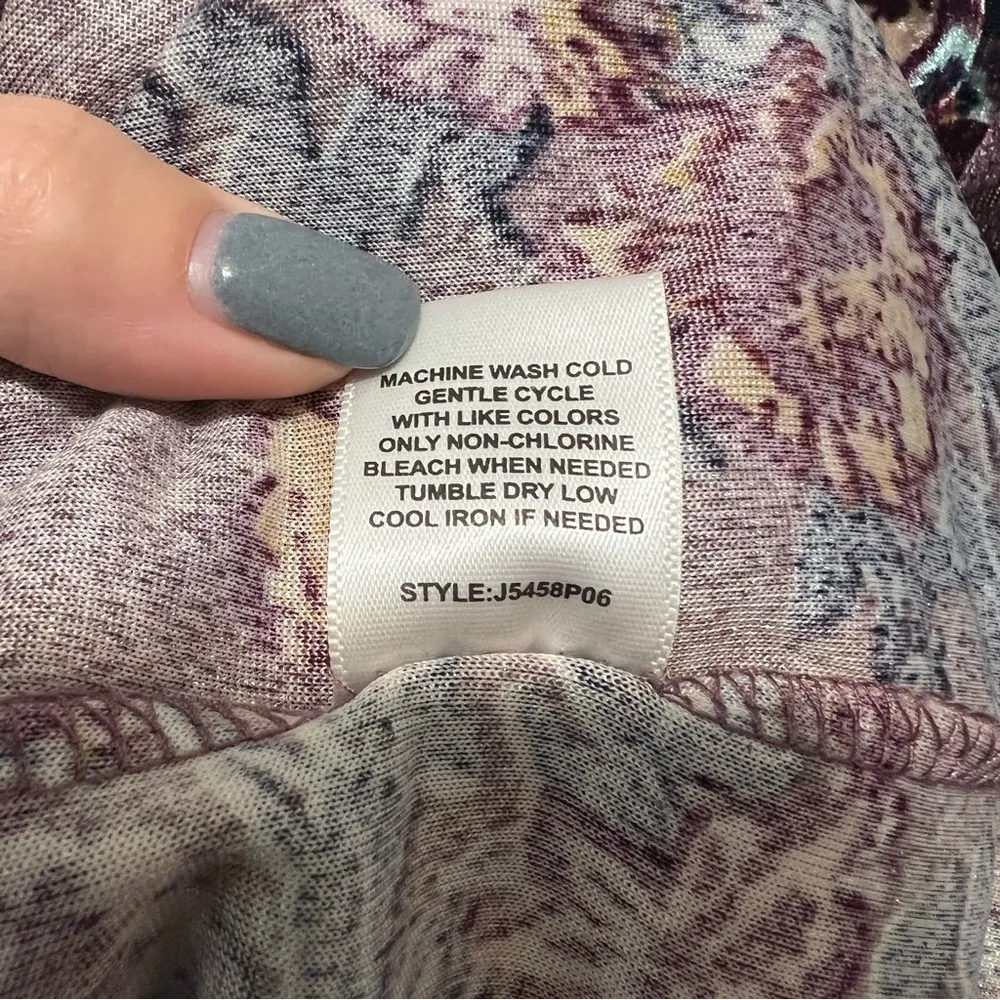 MACHINE WASH COLD
GENTLE CYCLE
WITH LIKE COLORS
ONLY NON-CHLORINE
BLEACH WHEN NEEDED
TUMBLE DRY LOW
COOL IRON IF NEEDED
STYLE:J5458P06